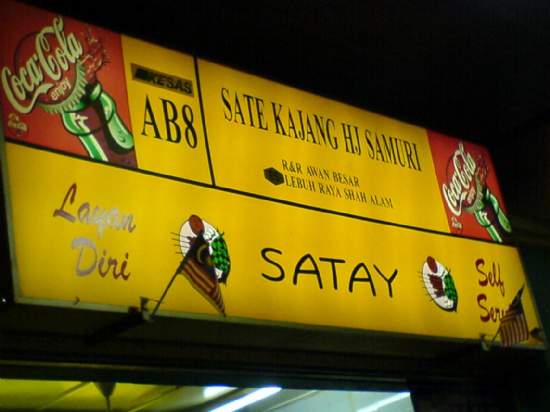 Coca-Cola
enjoy
KESAS
AB8
SATE KAJANG HJ SAMURI
R&R AWAN BESAR
LEBUH RAYA SHAH ALAM
Coca-Cola
Layan
Diri
SATAY
Self